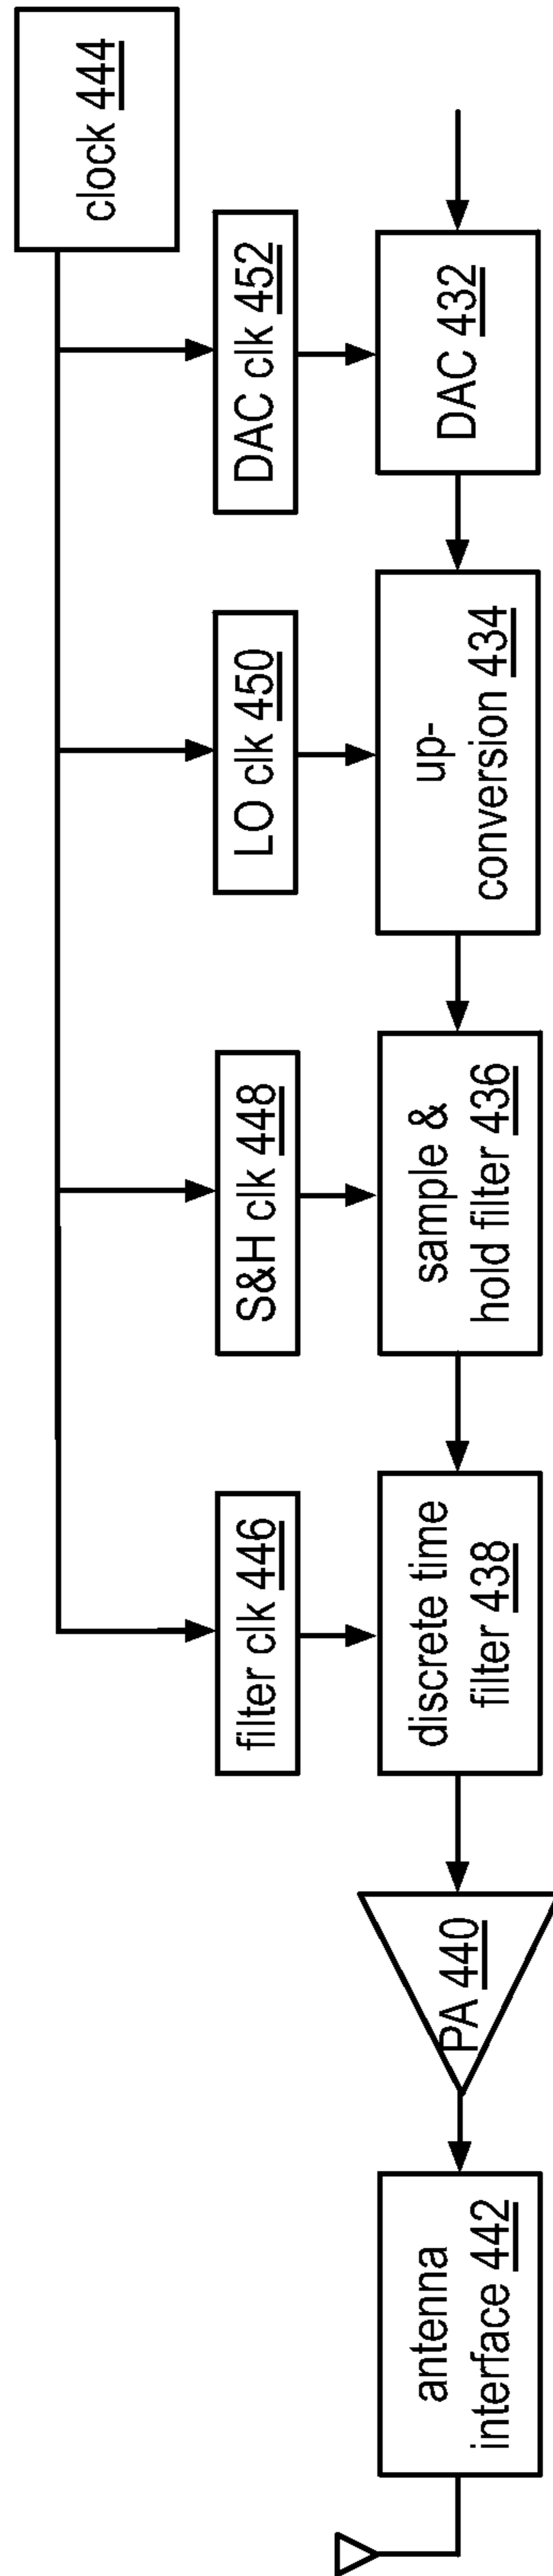 clock 444
filter clk 446
S&H clk 448
LO clk 450
DAC clk 452
antenna
interface 442
PA 440
discrete time
filter 438
sample &
hold filter 436
up-
conversion 434
DAC 432